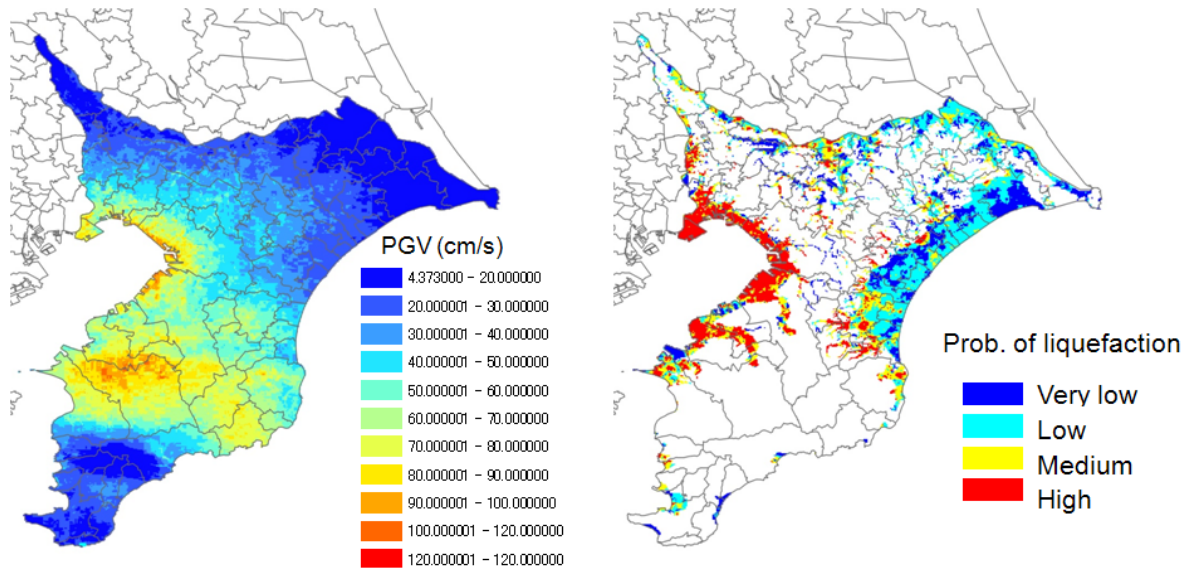 PGV (cm/s)
4.373000 - 20.000000
20.000001 - 30.000000
30.000001 - 40.000000
40.000001 - 50.000000
50.000001 - 60.000000
60.000001 - 70.000000
70.000001 - 80.000000
80.000001 - 90.000000
90.000001 - 100.000000
100.000001 - 120.000000
120.000001 - 120.000000
Prob. of liquefaction
Very low
Low
Medium
High